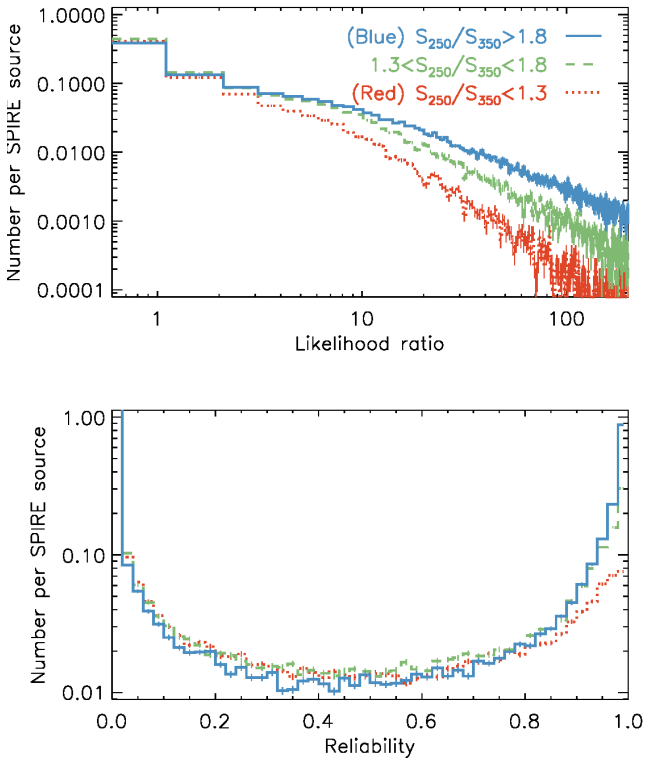 1.0000
0.1000
0.0100
0.0010
0.0001
Number per SPIRE source
(Blue) S250/S350>1.8
1.3<S250/S350<1.8
(Red) S250/S350<1.3
1 10 100
Likelihood ratio
1.00
0.10
0.01
Number per SPIRE source
0.0 0.2 0.4 0.6 0.8 1.0
Reliability